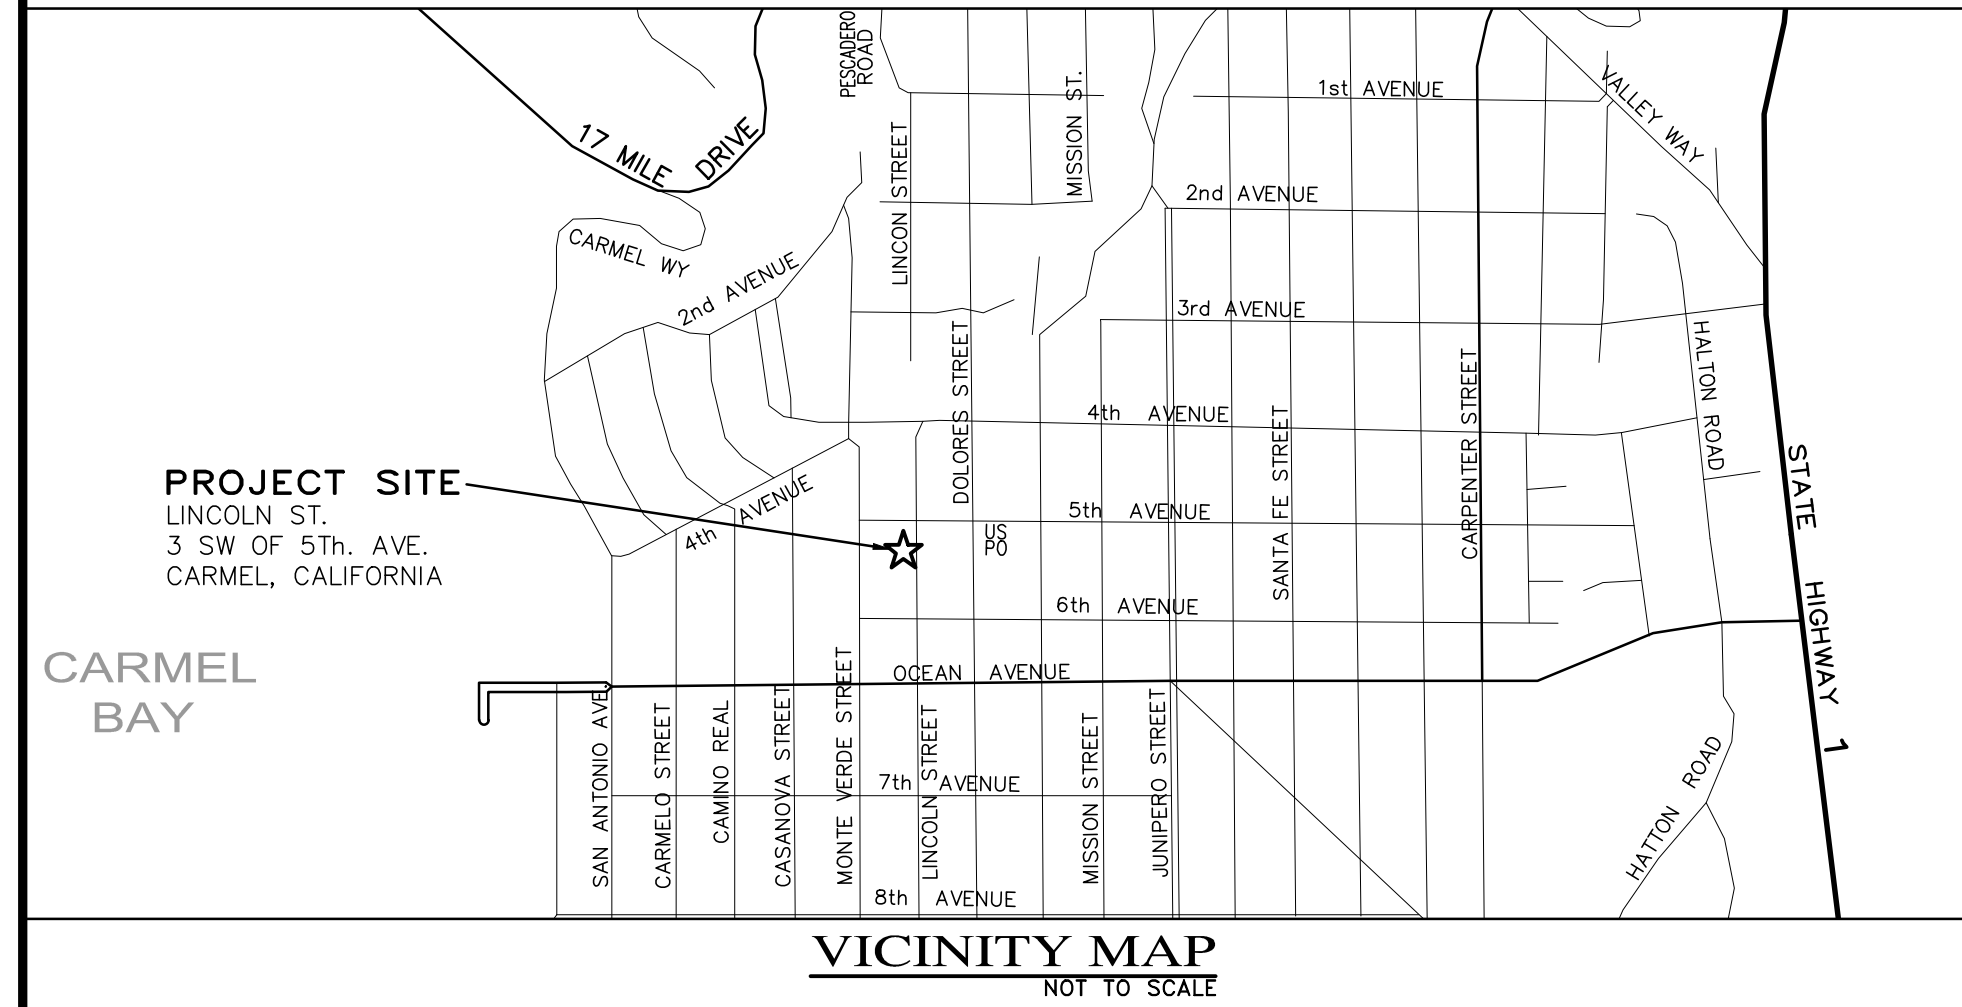 PESCADERO
ROAD
17 MILE DRIVE
LINCON STREET
MISSION ST.
1st AVENUE
VALLEY WAY
2nd AVENUE
CARMEL WY
2nd AVENUE
3rd AVENUE
DOLORES STREET
HALTON ROAD
CARPENTER STREET
4th AVENUE
SANTA FE STREET
STATE HIGHWAY 1
PROJECT SITE
LINCOLN ST.
3 SW OF 5Th. AVE.
CARMEL, CALIFORNIA
4th AVENUE
5th AVENUE
US
PO
6th AVENUE
CARMEL
BAY
OCEAN AVENUE
SAN ANTONIO AVE
CARMELO STREET
CAMINO REAL
CASANOVA STREET
MONTE VERDE STREET
LINCOLN STREET
MISSION STREET
JUNIPERO STREET
7th AVENUE
HATTON ROAD
8th AVENUE
VICINITY MAP
NOT TO SCALE